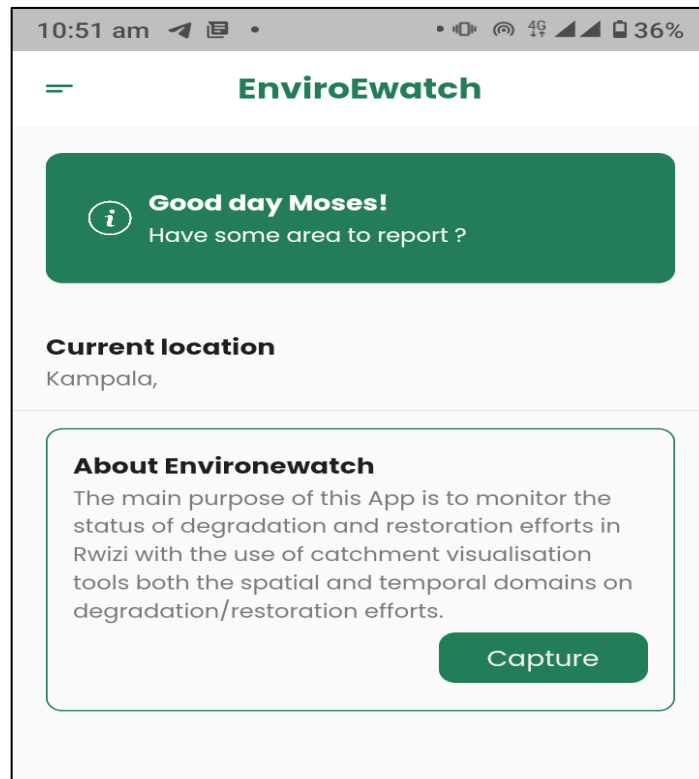 10:51 am
4G
36%
EnviroEwatch
Good day Moses!
Have some area to report ?
Current location
Kampala,
About Environewatch
The main purpose of this App is to monitor the
status of degradation and restoration efforts in
Rwizi with the use of catchment visualisation
tools both the spatial and temporal domains on
degradation/restoration efforts.
Capture